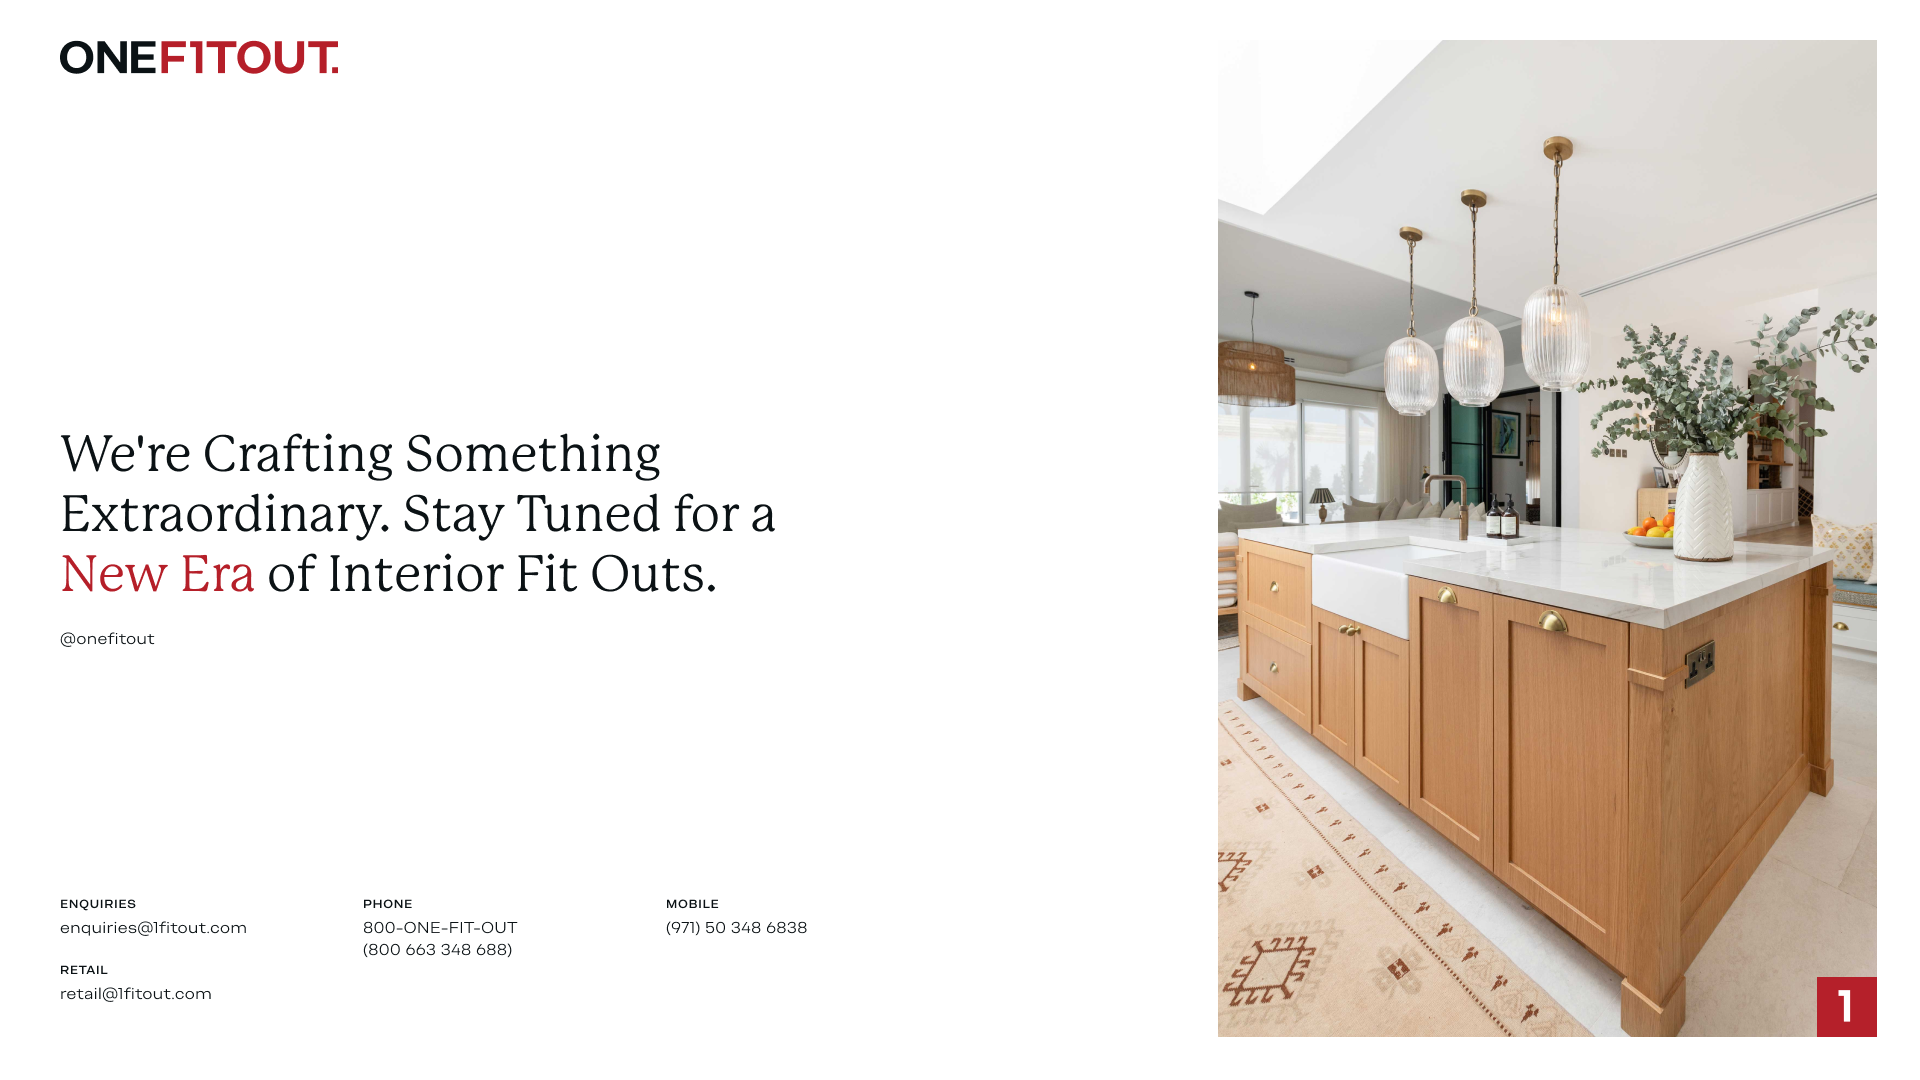 ONEF1TOUT.
We're Crafting Something
Extraordinary. Stay Tuned for a
New Era of Interior Fit Outs.
@onefitout
ENQUIRIES
enquiries@1fitout.com
RETAIL
retail@1fitout.com
PHONE
800-ONE-FIT-OUT
(800 663 348 688)
MOBILE
(971) 50 348 6838
1